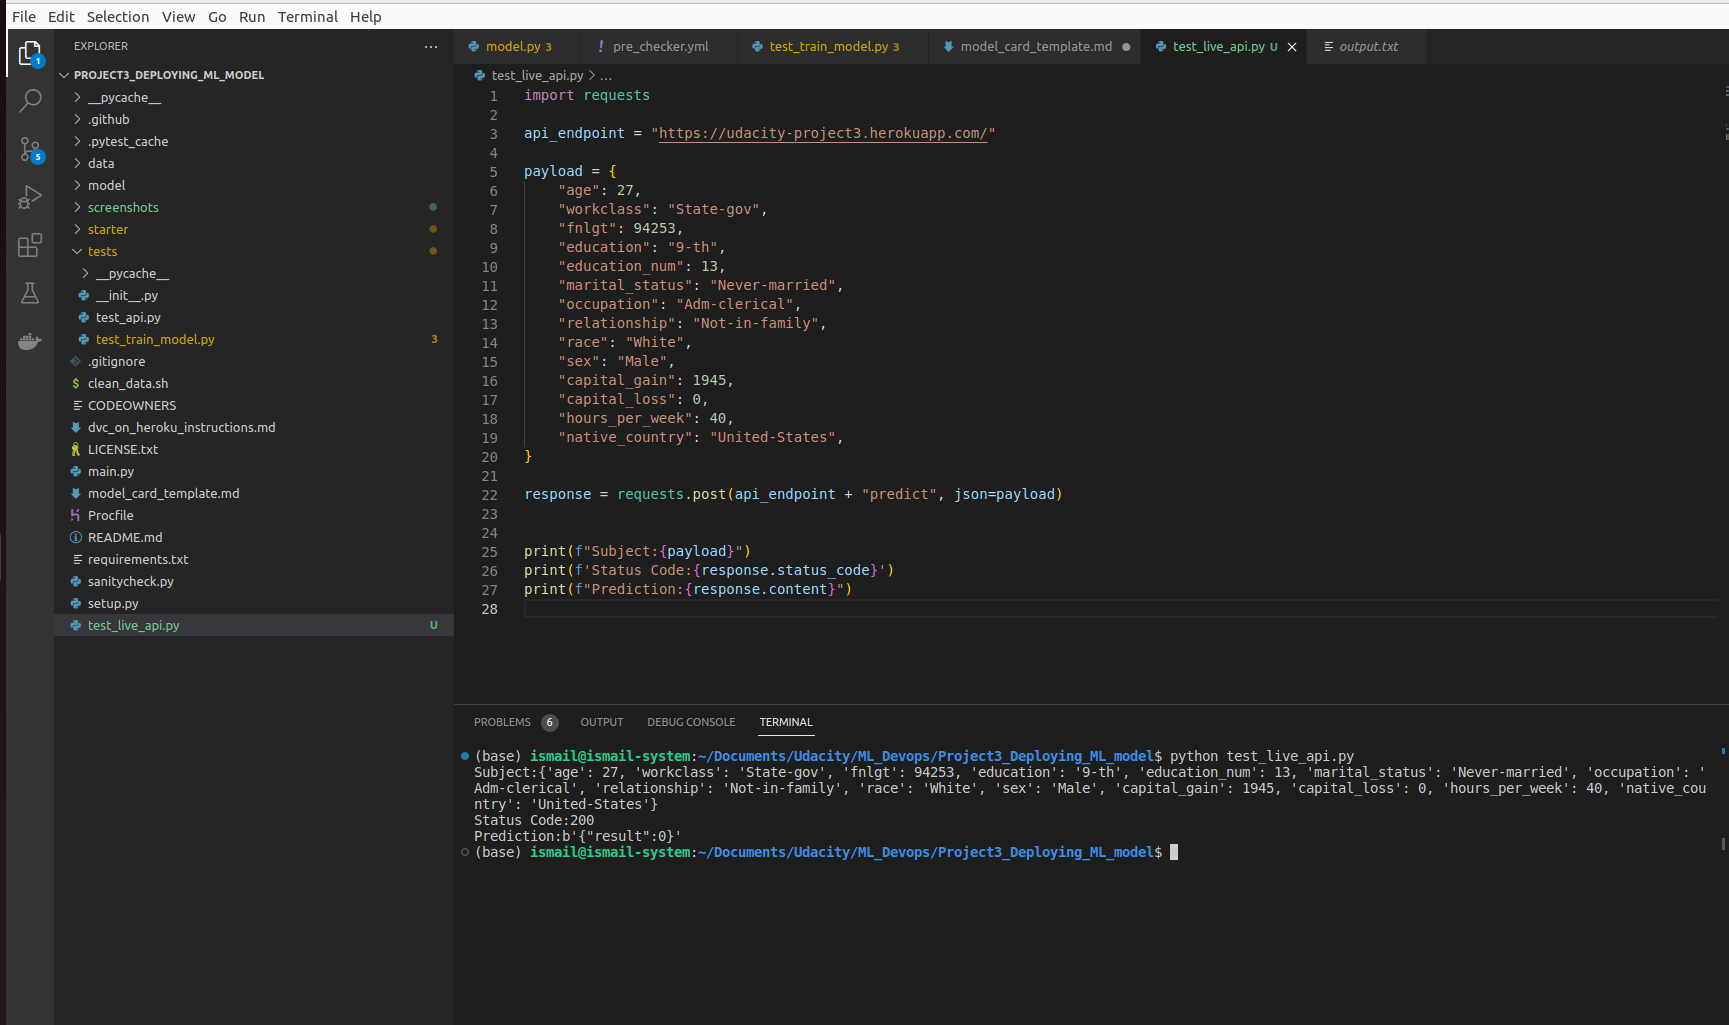 File Edit Selection View Go Run Terminal Help
EXPLORER ···
PROJECT3_DEPLOYING_ML_MODEL
__pycache__
.github
.pytest_cache
data
model
screenshots
starter
tests
__pycache__
__init__.py
test_api.py
test_train_model.py 3
.gitignore
$ clean_data.sh
CODEOWNERS
dvc_on_heroku_instructions.md
LICENSE.txt
main.py
model_card_template.md
Procfile
README.md
requirements.txt
sanitycheck.py
setup.py
test_live_api.py U
1
5
model.py 3 ! pre_checker.yml test_train_model.py 3 model_card_template.md test_live_api.py U output.txt
test_live_api.py > ...
1 import requests
2
3 api_endpoint = "https://udacity-project3.herokuapp.com/"
4
5 payload = {
6 "age": 27,
7 "workclass": "State-gov",
8 "fnlgt": 94253,
9 "education": "9-th",
10 "education_num": 13,
11 "marital_status": "Never-married",
12 "occupation": "Adm-clerical",
13 "relationship": "Not-in-family",
14 "race": "White",
15 "sex": "Male",
16 "capital_gain": 1945,
17 "capital_loss": 0,
18 "hours_per_week": 40,
19 "native_country": "United-States",
20 }
21
22 response = requests.post(api_endpoint + "predict", json=payload)
23
24
25 print(f"Subject:{payload}")
26 print(f'Status Code:{response.status_code}')
27 print(f"Prediction:{response.content}")
28
PROBLEMS 6 OUTPUT DEBUG CONSOLE TERMINAL
(base) ismail@ismail-system:~/Documents/Udacity/ML_Devops/Project3_Deploying_ML_model$ python test_live_api.py
Subject:{'age': 27, 'workclass': 'State-gov', 'fnlgt': 94253, 'education': '9-th', 'education_num': 13, 'marital_status': 'Never-married', 'occupation': '
Adm-clerical', 'relationship': 'Not-in-family', 'race': 'White', 'sex': 'Male', 'capital_gain': 1945, 'capital_loss': 0, 'hours_per_week': 40, 'native_cou
ntry': 'United-States'}
Status Code:200
Prediction:b'{"result":0}'
(base) ismail@ismail-system:~/Documents/Udacity/ML_Devops/Project3_Deploying_ML_model$